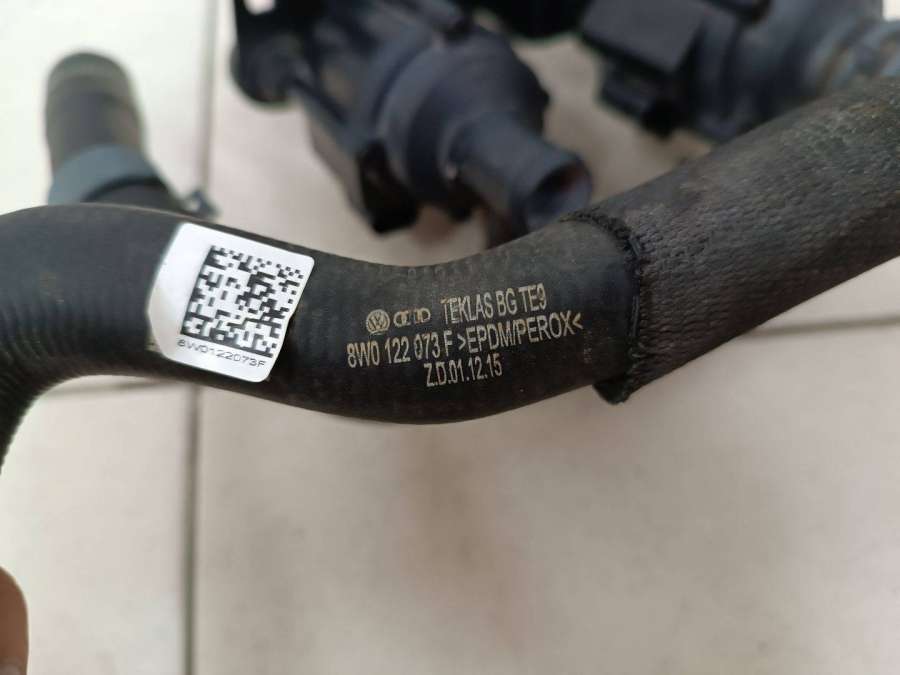 TEKLAS BG TE9
8W0 122 073 F >EPDM/PEROX<
Z.D.01.12.15
8W0122073F